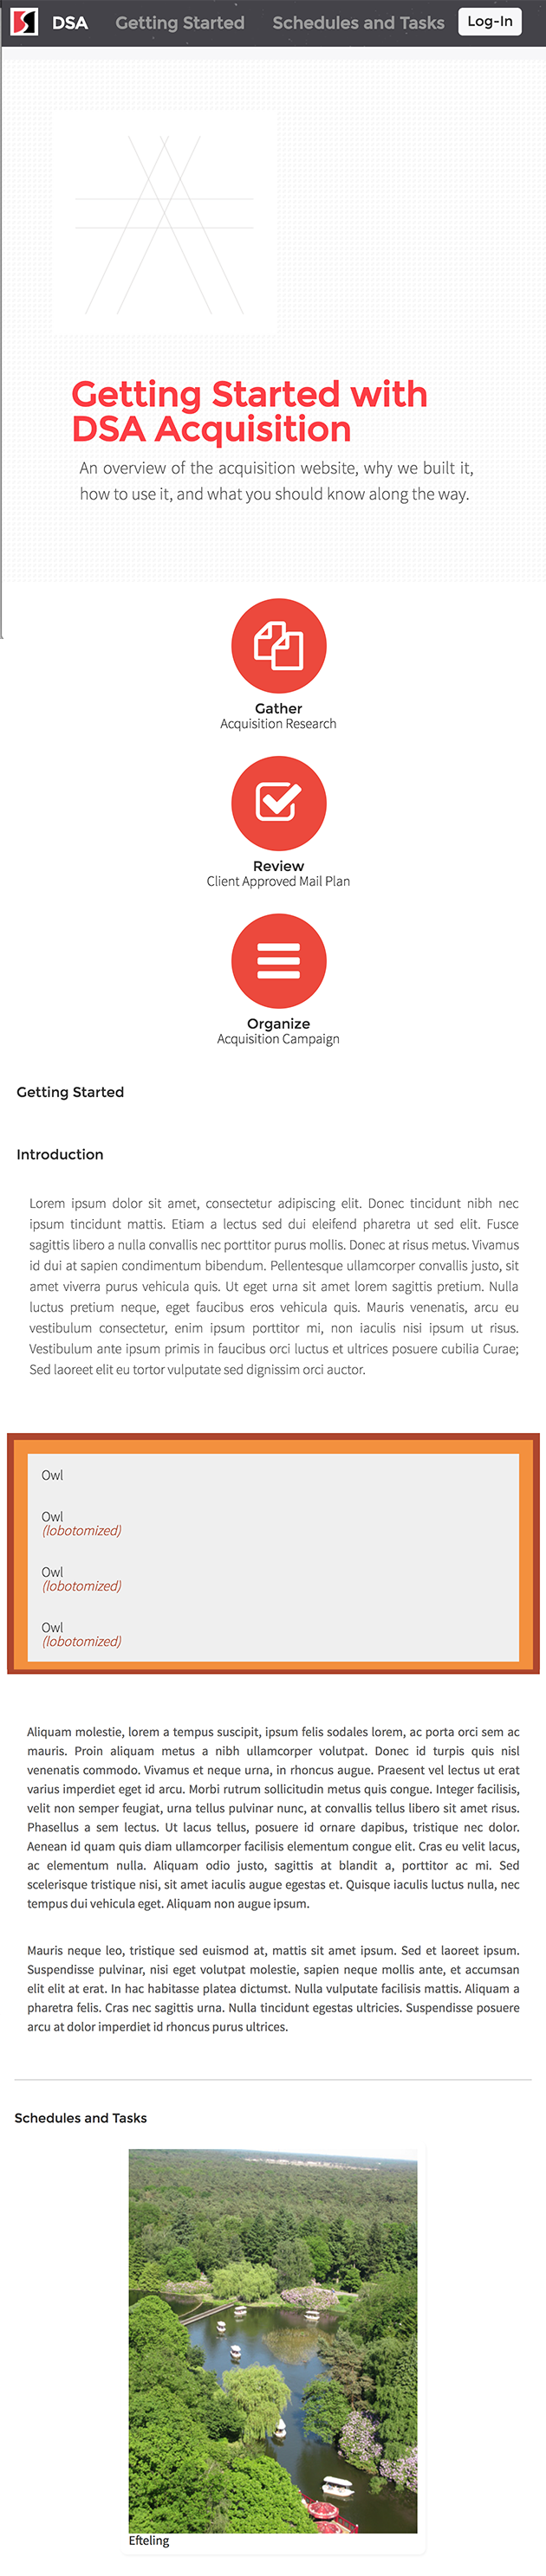 DSA Getting Started Schedules and Tasks Log-In
Getting Started with
DSA Acquisition
An overview of the acquisition website, why we built it,
how to use it, and what you should know along the way.
Gather
Acquisition Research
Review
Client Approved Mail Plan
Organize
Acquisition Campaign
Getting Started
Introduction
Lorem ipsum dolor sit amet, consectetur adipiscing elit. Donec tincidunt nibh nec
ipsum tincidunt mattis. Etiam a lectus sed dui eleifend pharetra ut sed elit. Fusce
sagittis libero a nulla convallis nec porttitor purus mollis. Donec at risus metus. Vivamus
id dui at sapien condimentum bibendum. Pellentesque ullamcorper convallis justo, sit
amet viverra purus vehicula quis. Ut eget urna sit amet lorem sagittis pretium. Nulla
luctus pretium neque, eget faucibus eros vehicula quis. Mauris venenatis, arcu eu
vestibulum consectetur, enim ipsum porttitor mi, non iaculis nisi ipsum ut risus.
Vestibulum ante ipsum primis in faucibus orci luctus et ultrices posuere cubilia Curae;
Sed laoreet elit eu tortor vulputate sed dignissim orci auctor.
Owl
Owl
(lobotomized)
Owl
(lobotomized)
Owl
(lobotomized)
Aliquam molestie, lorem a tempus suscipit, ipsum felis sodales lorem, ac porta orci sem ac
mauris. Proin aliquam metus a nibh ullamcorper volutpat. Donec id turpis quis nisl
venenatis commodo. Vivamus et neque urna, in rhoncus augue. Praesent vel lectus ut erat
varius imperdiet eget id arcu. Morbi rutrum sollicitudin metus quis congue. Integer facilisis,
velit non semper feugiat, urna tellus pulvinar nunc, at convallis tellus libero sit amet risus.
Phasellus a sem lectus. Ut lacus tellus, posuere id ornare dapibus, tristique nec dolor.
Aenean id quam quis diam ullamcorper facilisis elementum congue elit. Cras eu velit lacus,
ac elementum nulla. Aliquam odio justo, sagittis at blandit a, porttitor ac mi. Sed
scelerisque tristique nisi, sit amet iaculis augue egestas et. Quisque iaculis luctus nulla, nec
tempus dui vehicula eget. Aliquam non augue ipsum.
Mauris neque leo, tristique sed euismod at, mattis sit amet ipsum. Sed et laoreet ipsum.
Suspendisse pulvinar, nisi eget volutpat molestie, sapien neque mollis ante, et accumsan
elit elit at erat. In hac habitasse platea dictumst. Nulla vulputate facilisis mattis. Aliquam a
pharetra felis. Cras nec sagittis urna. Nulla tincidunt egestas ultricies. Suspendisse posuere
arcu at dolor imperdiet id rhoncus purus ultrices.
Schedules and Tasks
Efteling